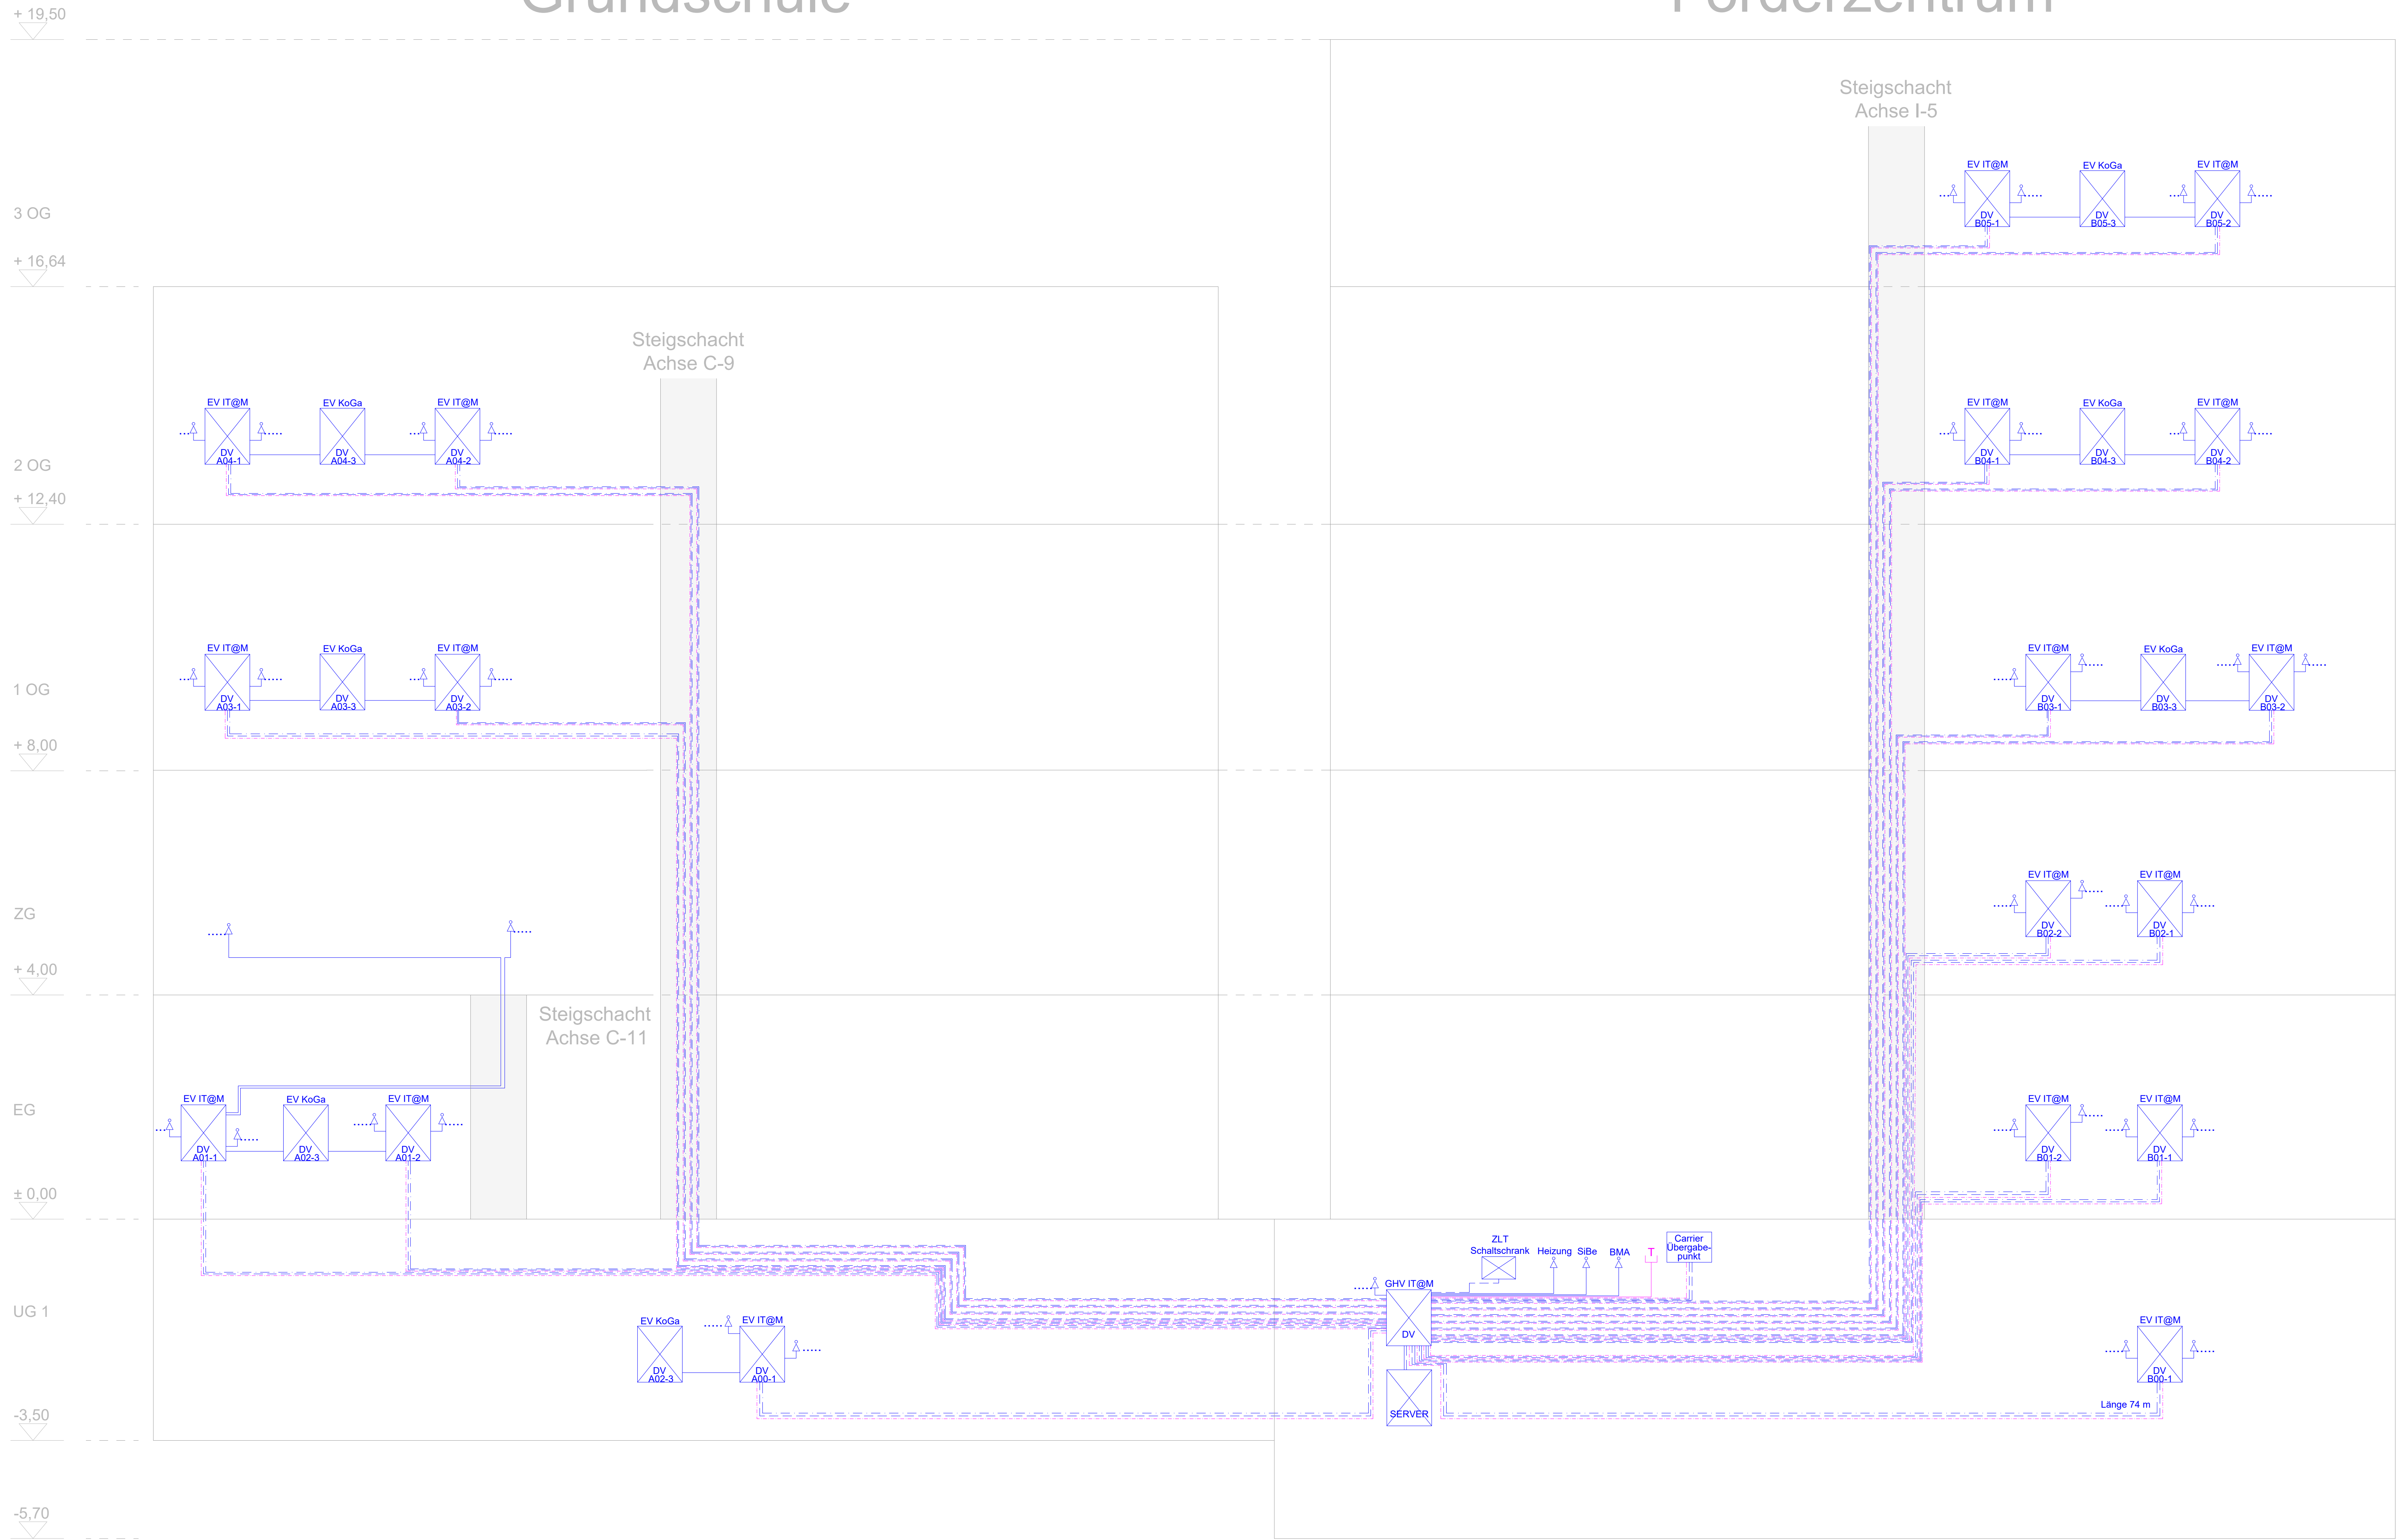 Grundschule
Förderzentrum
+ 19,50
Steigschacht
Achse I-5
EV IT@M
EV KoGa
EV IT@M
3 OG
DV
B05-1
DV
B05-3
DV
B05-2
+ 16,64
Steigschacht
Achse C-9
EV IT@M
EV KoGa
EV IT@M
EV IT@M
EV KoGa
EV IT@M
2 OG
DV
A04-1
DV
A04-3
DV
A04-2
DV
B04-1
DV
B04-3
DV
B04-2
+ 12,40
EV IT@M
EV KoGa
EV IT@M
EV IT@M
EV KoGa
EV IT@M
1 OG
DV
A03-1
DV
A03-3
DV
A03-2
DV
B03-1
DV
B03-3
DV
B03-2
+ 8,00
EV IT@M
EV IT@M
ZG
DV
B02-2
DV
B02-1
+ 4,00
Steigschacht
Achse C-11
EV IT@M
EV KoGa
EV IT@M
EV IT@M
EV IT@M
EG
DV
A01-1
DV
A02-3
DV
A01-2
DV
B01-2
DV
B01-1
± 0,00
ZLT
Schaltschrank
Heizung
SiBe
BMA
T
Carrier
Übergabe-
punkt
GHV IT@M
UG 1
DV
EV KoGa
EV IT@M
EV IT@M
DV
A02-3
DV
A00-1
DV
B00-1
SERVER
Länge 74 m
-3,50
-5,70